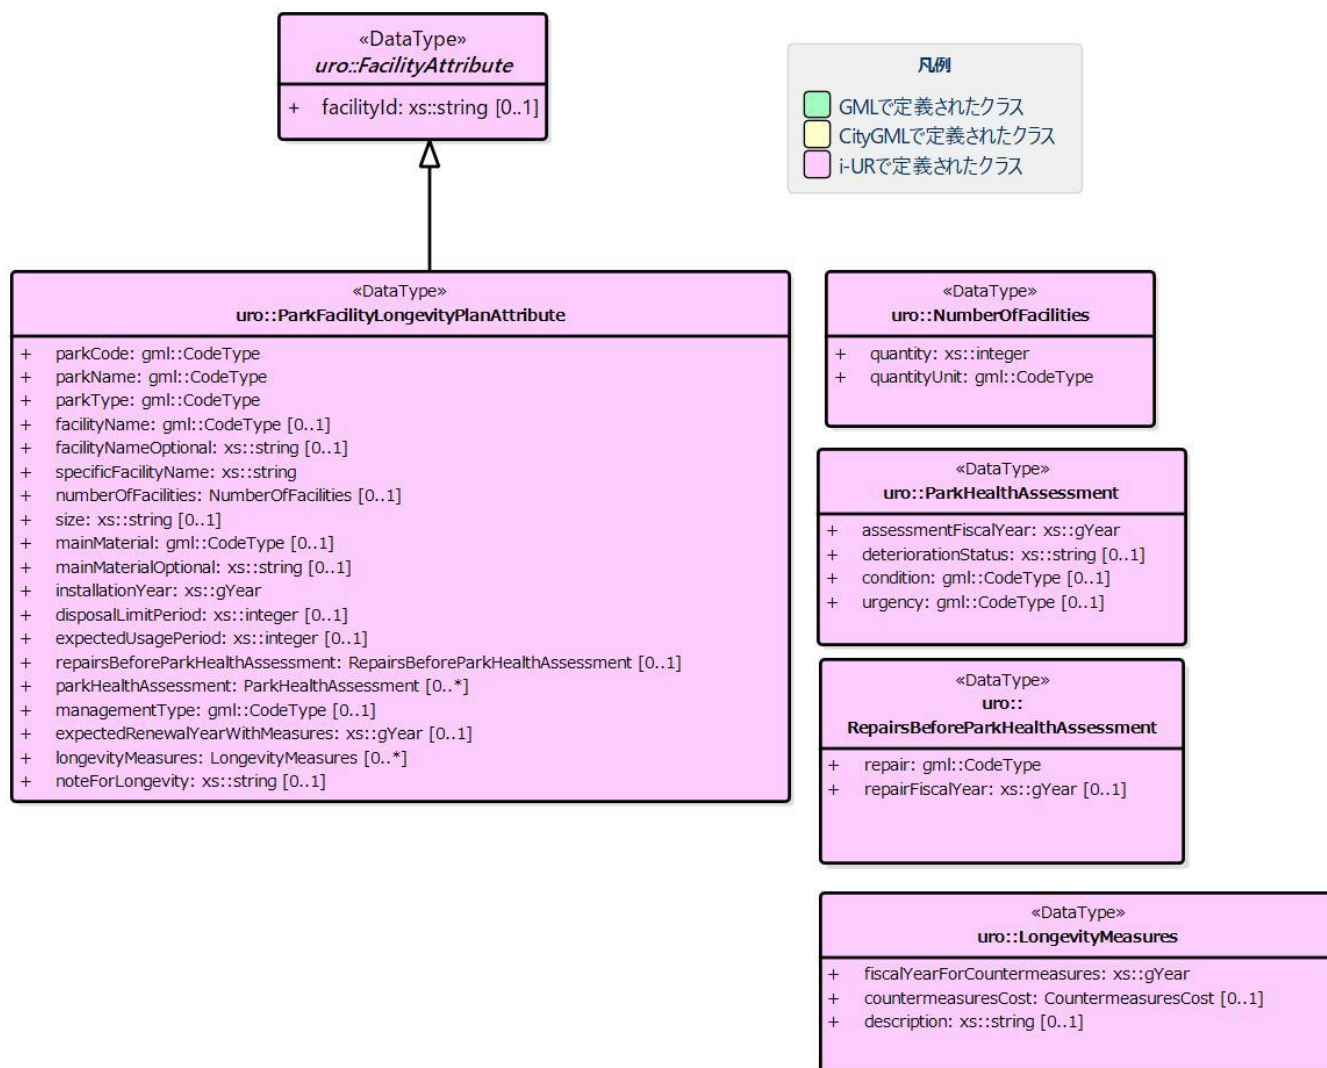 «DataType»
uro::FacilityAttribute
+ facilityId: xs::string [0..1]
凡例
GMLで定義されたクラス
CityGMLで定義されたクラス
i-URで定義されたクラス
«DataType»
uro::ParkFacilityLongevityPlanAttribute
+ parkCode: gml::CodeType
+ parkName: gml::CodeType
+ parkType: gml::CodeType
+ facilityName: gml::CodeType [0..1]
+ facilityNameOptional: xs::string [0..1]
+ specificFacilityName: xs::string
+ numberOfFacilities: NumberOfFacilities [0..1]
+ size: xs::string [0..1]
+ mainMaterial: gml::CodeType [0..1]
+ mainMaterialOptional: xs::string [0..1]
+ installationYear: xs::gYear
+ disposalLimitPeriod: xs::integer [0..1]
+ expectedUsagePeriod: xs::integer [0..1]
+ repairsBeforeParkHealthAssessment: RepairsBeforeParkHealthAssessment [0..1]
+ parkHealthAssessment: ParkHealthAssessment [0..*]
+ managementType: gml::CodeType [0..1]
+ expectedRenewalYearWithMeasures: xs::gYear [0..1]
+ longevityMeasures: LongevityMeasures [0..*]
+ noteForLongevity: xs::string [0..1]
«DataType»
uro::NumberOfFacilities
+ quantity: xs::integer
+ quantityUnit: gml::CodeType
«DataType»
uro::ParkHealthAssessment
+ assessmentFiscalYear: xs::gYear
+ deteriorationStatus: xs::string [0..1]
+ condition: gml::CodeType [0..1]
+ urgency: gml::CodeType [0..1]
«DataType»
uro::
RepairsBeforeParkHealthAssessment
+ repair: gml::CodeType
+ repairFiscalYear: xs::gYear [0..1]
«DataType»
uro::LongevityMeasures
+ fiscalYearForCountermeasures: xs::gYear
+ countermeasuresCost: CountermeasuresCost [0..1]
+ description: xs::string [0..1]